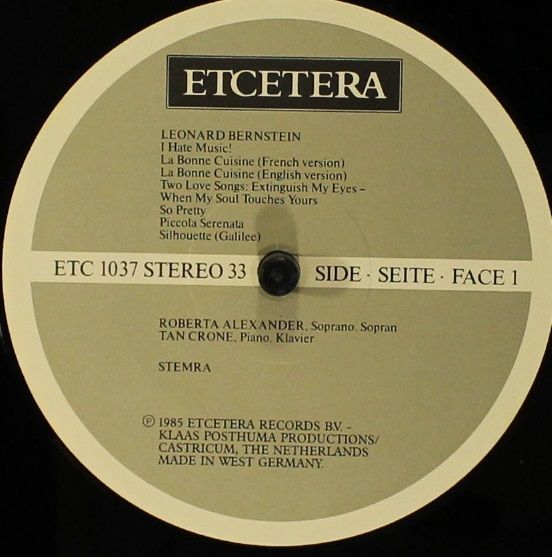 ETCETERA
LEONARD BERNSTEIN
I Hate Music!
La Bonne Cuisine (French version)
La Bonne Cuisine (English version)
Two Love Songs: Extinguish My Eyes –
When My Soul Touches Yours
So Pretty
Piccola Serenata
Silhouette (Galilee)
ETC 1037 STEREO 33 SIDE · SEITE · FACE 1
ROBERTA ALEXANDER, Soprano. Sopran
TAN CRONE, Piano. Klavier
STEMRA
Ⓟ 1985 ETCETERA RECORDS B.V. –
KLAAS POSTHUMA PRODUCTIONS/
CASTRICUM, THE NETHERLANDS
MADE IN WEST GERMANY.